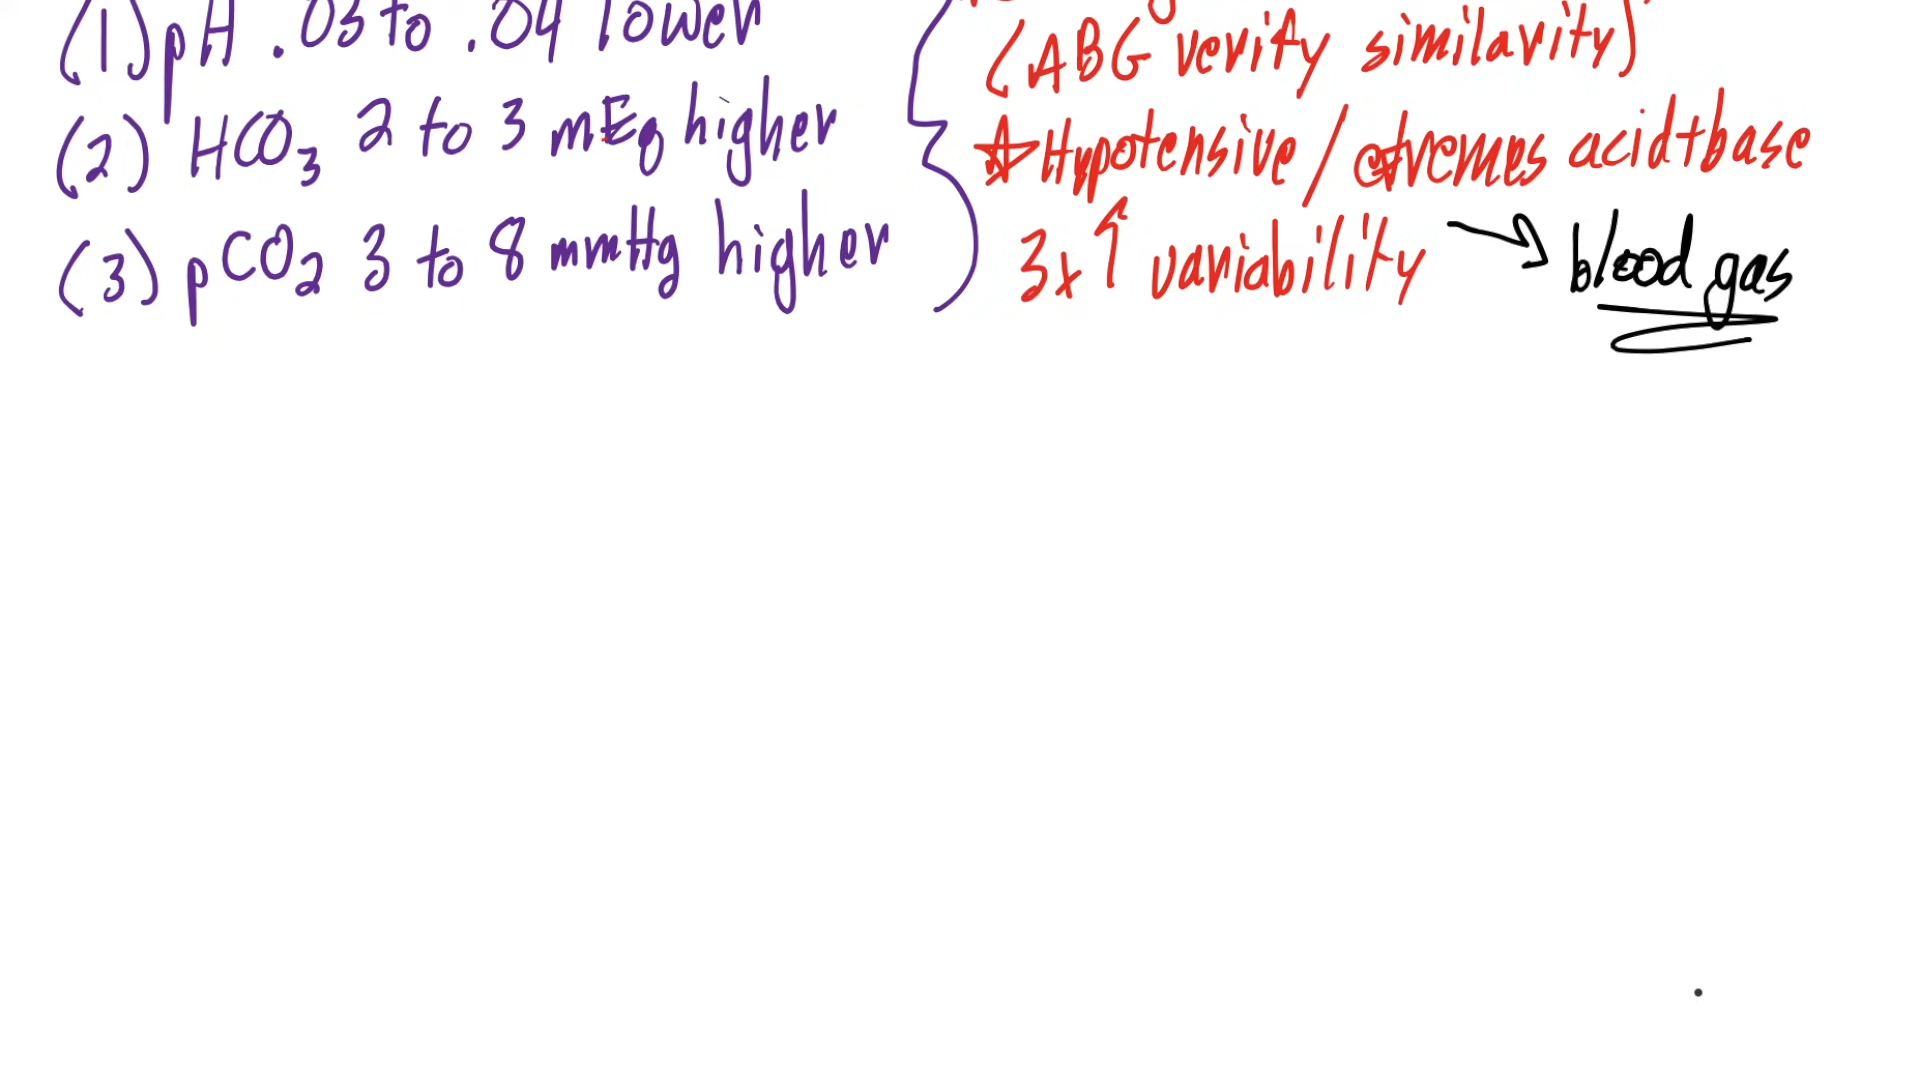 (1) pH .03 to .04 lower
(2) HCO3 2 to 3 mEq higher
(3) pCO2 3 to 8 mmHg higher
(ABG verify similarity)
☆ Hypotensive / extremes acid+base
3x ↑ variability → blood gas